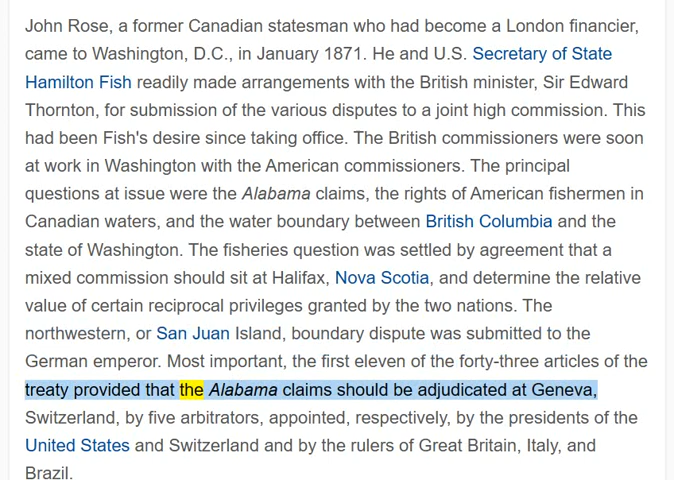 John Rose, a former Canadian statesman who had become a London financier,
came to Washington, D.C., in January 1871. He and U.S. Secretary of State
Hamilton Fish readily made arrangements with the British minister, Sir Edward
Thornton, for submission of the various disputes to a joint high commission. This
had been Fish's desire since taking office. The British commissioners were soon
at work in Washington with the American commissioners. The principal
questions at issue were the Alabama claims, the rights of American fishermen in
Canadian waters, and the water boundary between British Columbia and the
state of Washington. The fisheries question was settled by agreement that a
mixed commission should sit at Halifax, Nova Scotia, and determine the relative
value of certain reciprocal privileges granted by the two nations. The
northwestern, or San Juan Island, boundary dispute was submitted to the
German emperor. Most important, the first eleven of the forty-three articles of the
treaty provided that the Alabama claims should be adjudicated at Geneva,
Switzerland, by five arbitrators, appointed, respectively, by the presidents of the
United States and Switzerland and by the rulers of Great Britain, Italy, and
Brazil.